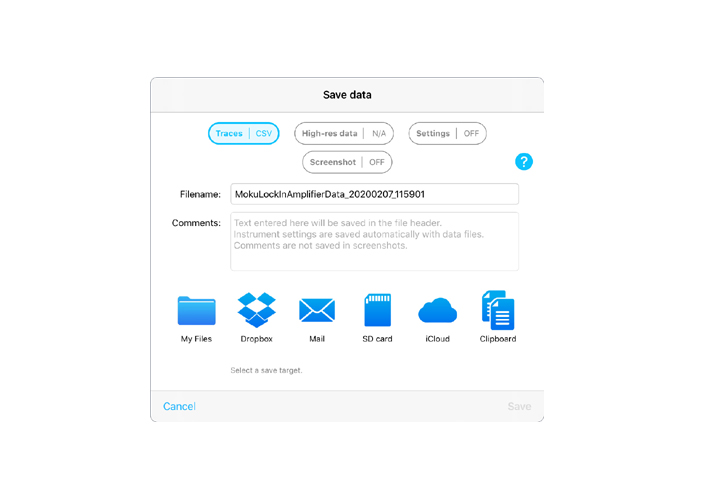 Save data
Traces | CSV
High-res data | N/A
Settings | OFF
Screenshot | OFF
?
Filename: MokuLockInAmplifierData_20200207_115901
Comments: Text entered here will be saved in the file header.
Instrument settings are saved automatically with data files.
Comments are not saved in screenshots.
My Files
Dropbox
Mail
SD card
iCloud
Clipboard
Select a save target.
Cancel
Save